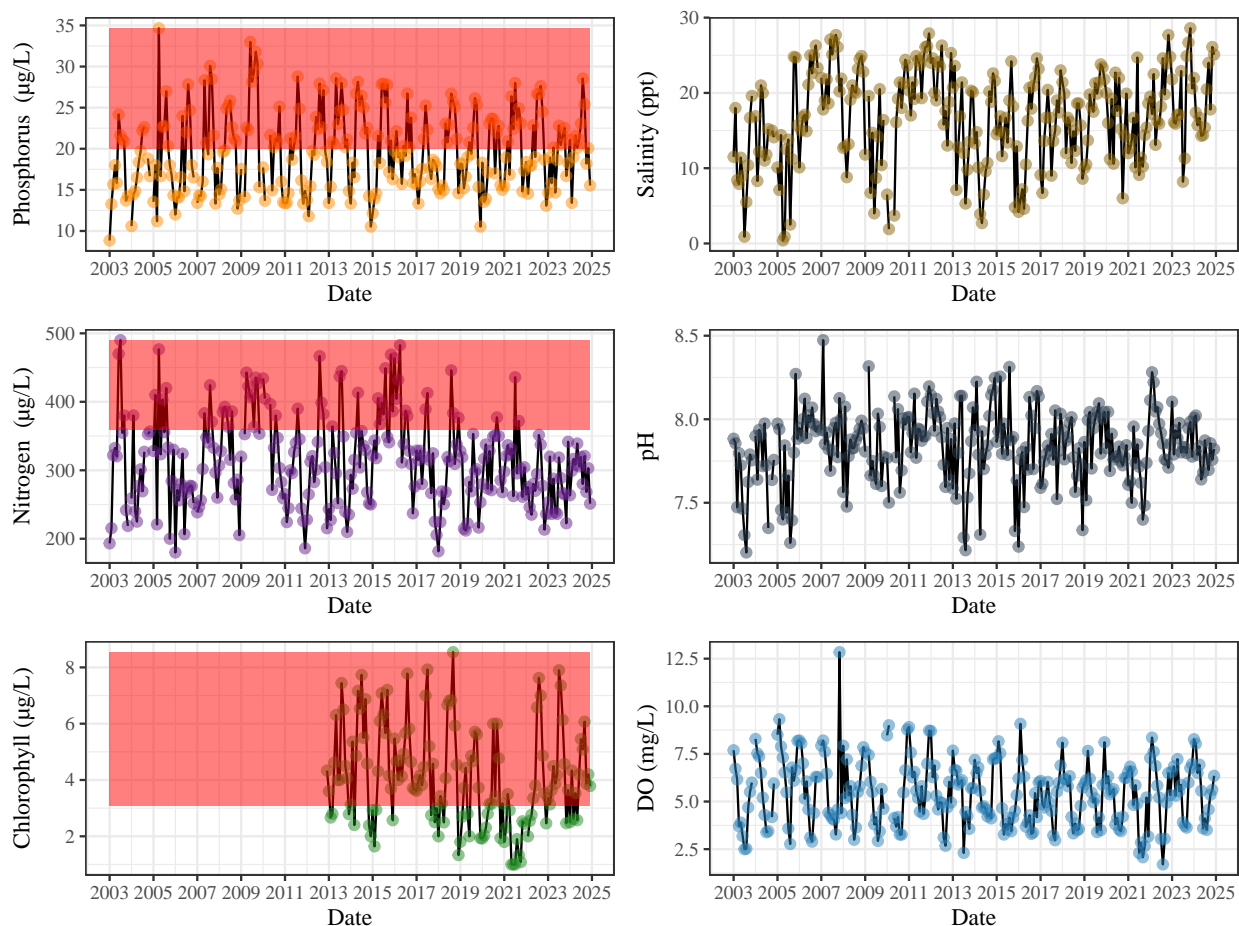 Phosphorus (µg/L)
35
30
25
20
15
10
2003 2005 2007 2009 2011 2013 2015 2017 2019 2021 2023 2025
Date
Salinity (ppt)
30
20
10
0
2003 2005 2007 2009 2011 2013 2015 2017 2019 2021 2023 2025
Date
Nitrogen (µg/L)
500
400
300
200
2003 2005 2007 2009 2011 2013 2015 2017 2019 2021 2023 2025
Date
pH
8.5
8.0
7.5
2003 2005 2007 2009 2011 2013 2015 2017 2019 2021 2023 2025
Date
Chlorophyll (µg/L)
8
6
4
2
2003 2005 2007 2009 2011 2013 2015 2017 2019 2021 2023 2025
Date
DO (mg/L)
12.5
10.0
7.5
5.0
2.5
2003 2005 2007 2009 2011 2013 2015 2017 2019 2021 2023 2025
Date